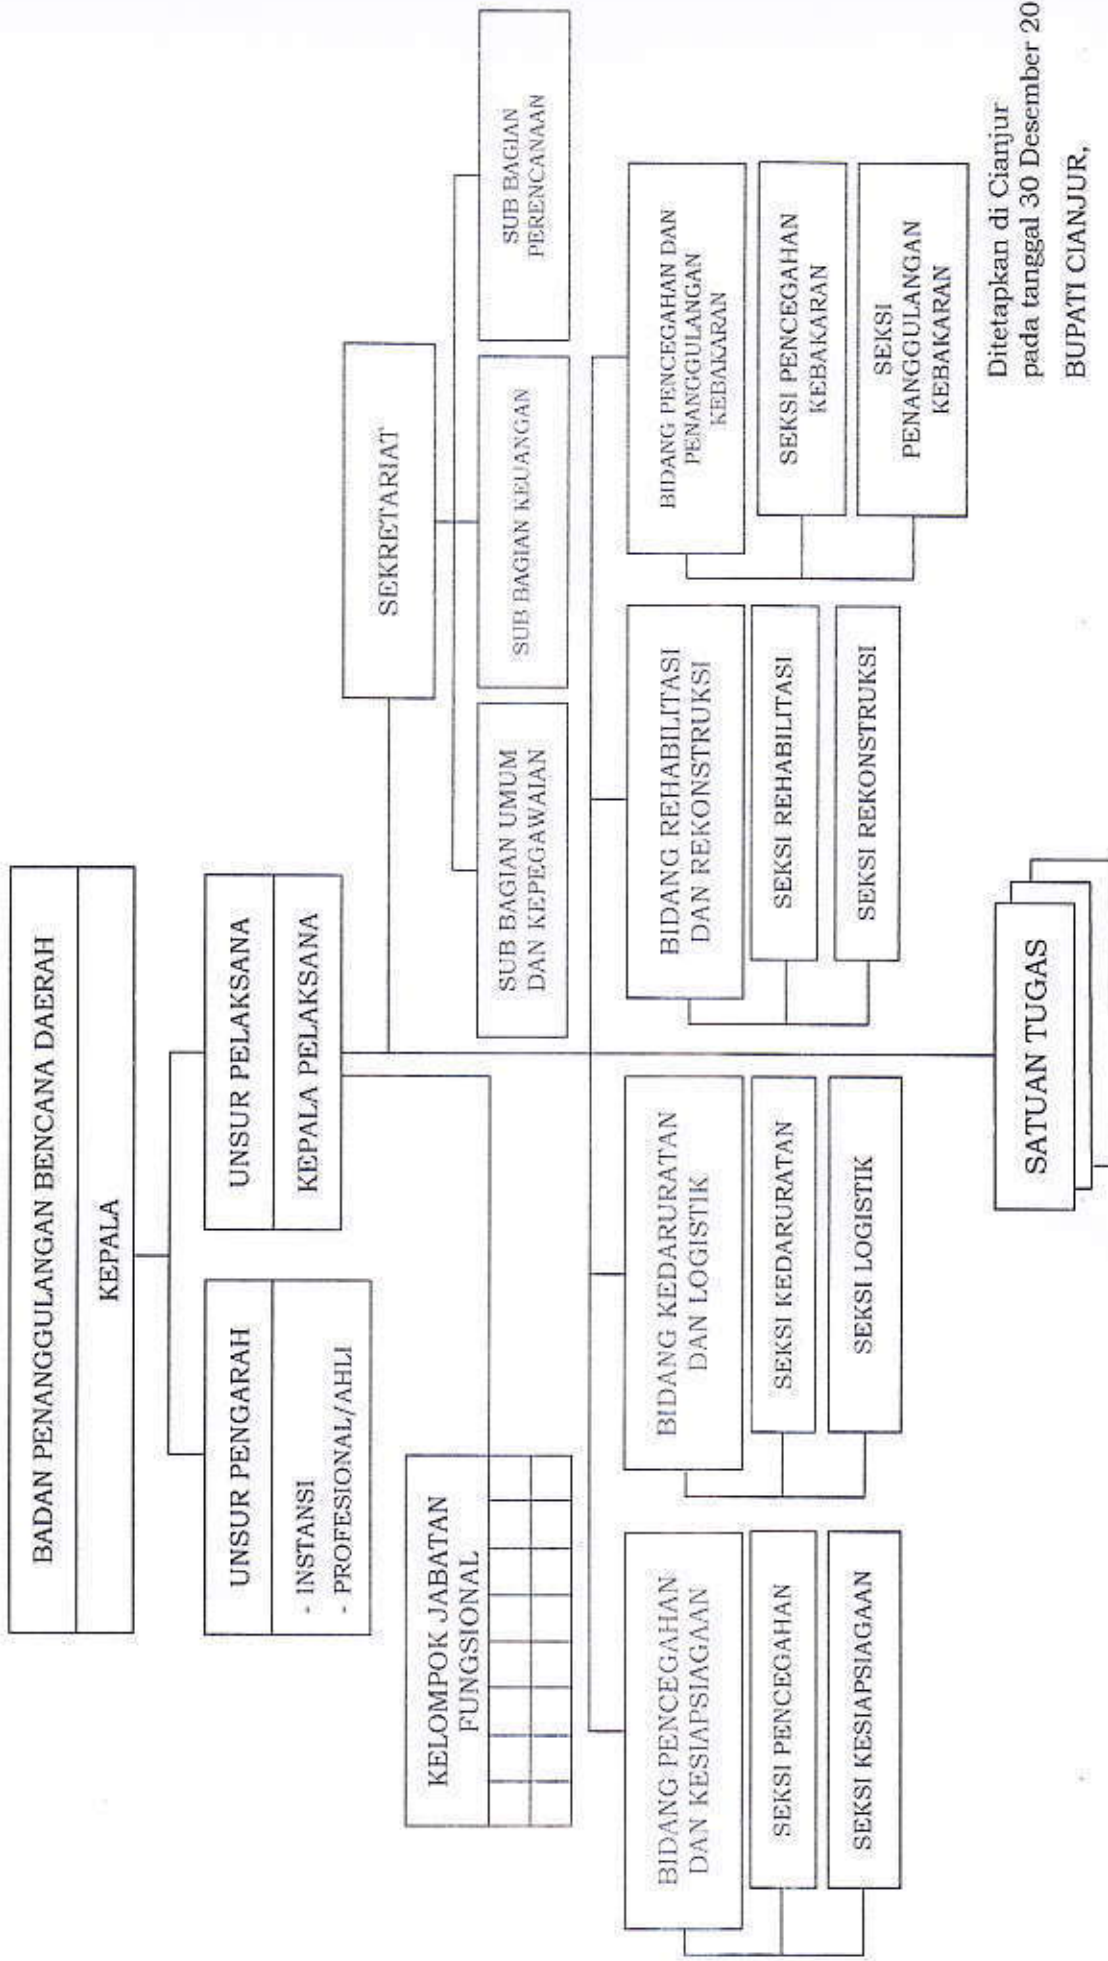 BADAN PENANGGULANGAN BENCANA DAERAH
KEPALA
UNSUR PENGARAH
- INSTANSI
- PROFESIONAL/AHLI
UNSUR PELAKSANA
KEPALA PELAKSANA
SEKRETARIAT
KELOMPOK JABATAN
FUNGSIONAL
SUB BAGIAN UMUM
DAN KEPEGAWAIAN
SUB BAGIAN KEUANGAN
SUB BAGIAN
PERENCANAAN
BIDANG PENCEGAHAN
DAN KESIAPSIAGAAN
SEKSI PENCEGAHAN
SEKSI KESIAPSIAGAAN
BIDANG KEDARURATAN
DAN LOGISTIK
SEKSI KEDARURATAN
SEKSI LOGISTIK
BIDANG REHABILITASI
DAN REKONSTRUKSI
SEKSI REHABILITASI
SEKSI REKONSTRUKSI
BIDANG PENCEGAHAN DAN
PENANGGULANGAN
KEBAKARAN
SEKSI PENCEGAHAN
KEBAKARAN
SEKSI
PENANGGULANGAN
KEBAKARAN
SATUAN TUGAS
Ditetapkan di Cianjur
pada tanggal 30 Desember 20
BUPATI CIANJUR,